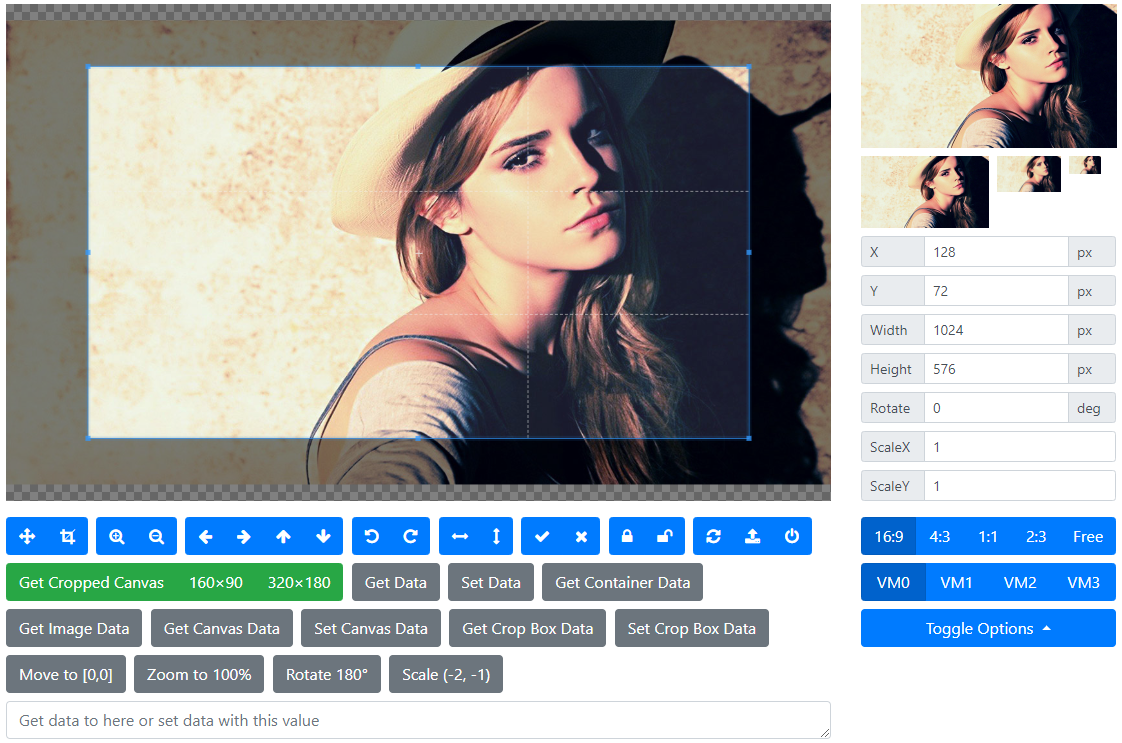 X 128 px
Y 72 px
Width 1024 px
Height 576 px
Rotate 0 deg
ScaleX 1
ScaleY 1
16:9 4:3 1:1 2:3 Free
Get Cropped Canvas 160×90 320×180 Get Data Set Data Get Container Data
VM0 VM1 VM2 VM3
Get Image Data Get Canvas Data Set Canvas Data Get Crop Box Data Set Crop Box Data
Toggle Options
Move to [0,0] Zoom to 100% Rotate 180° Scale (-2, -1)
Get data to here or set data with this value